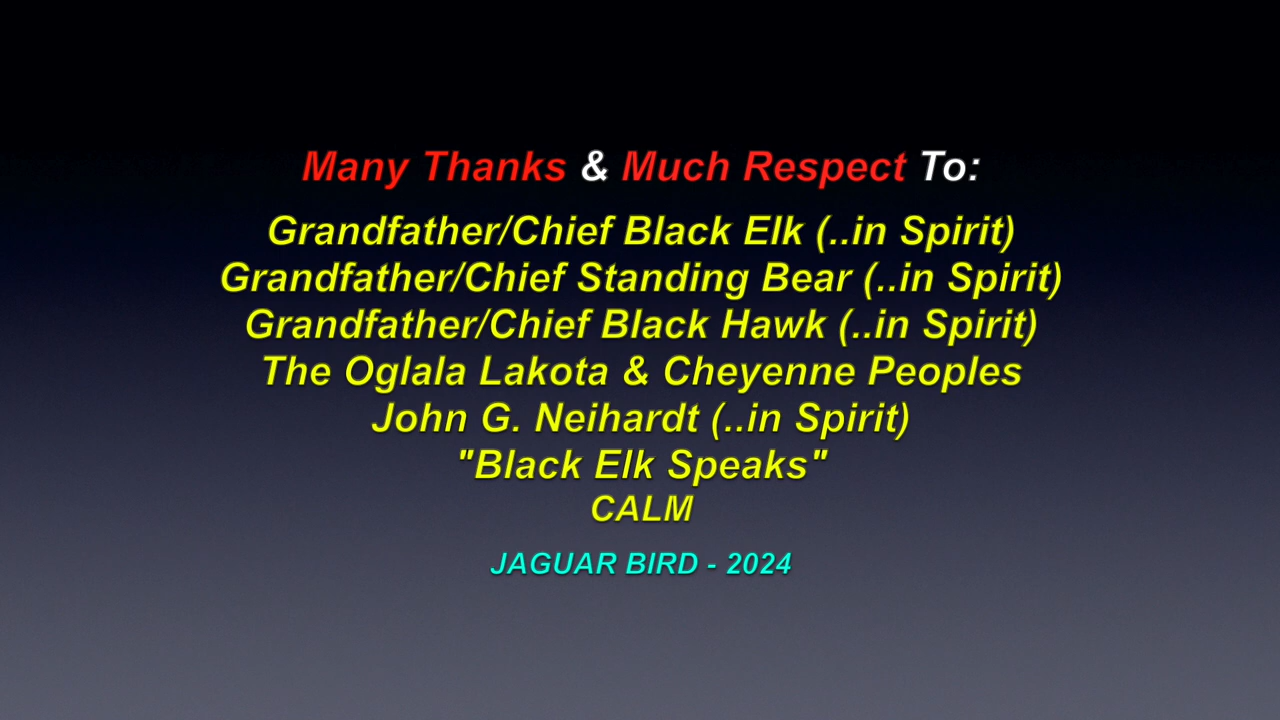 Many Thanks & Much Respect To:
Grandfather/Chief Black Elk (..in Spirit)
Grandfather/Chief Standing Bear (..in Spirit)
Grandfather/Chief Black Hawk (..in Spirit)
The Oglala Lakota & Cheyenne Peoples
John G. Neihardt (..in Spirit)
"Black Elk Speaks"
CALM
JAGUAR BIRD - 2024